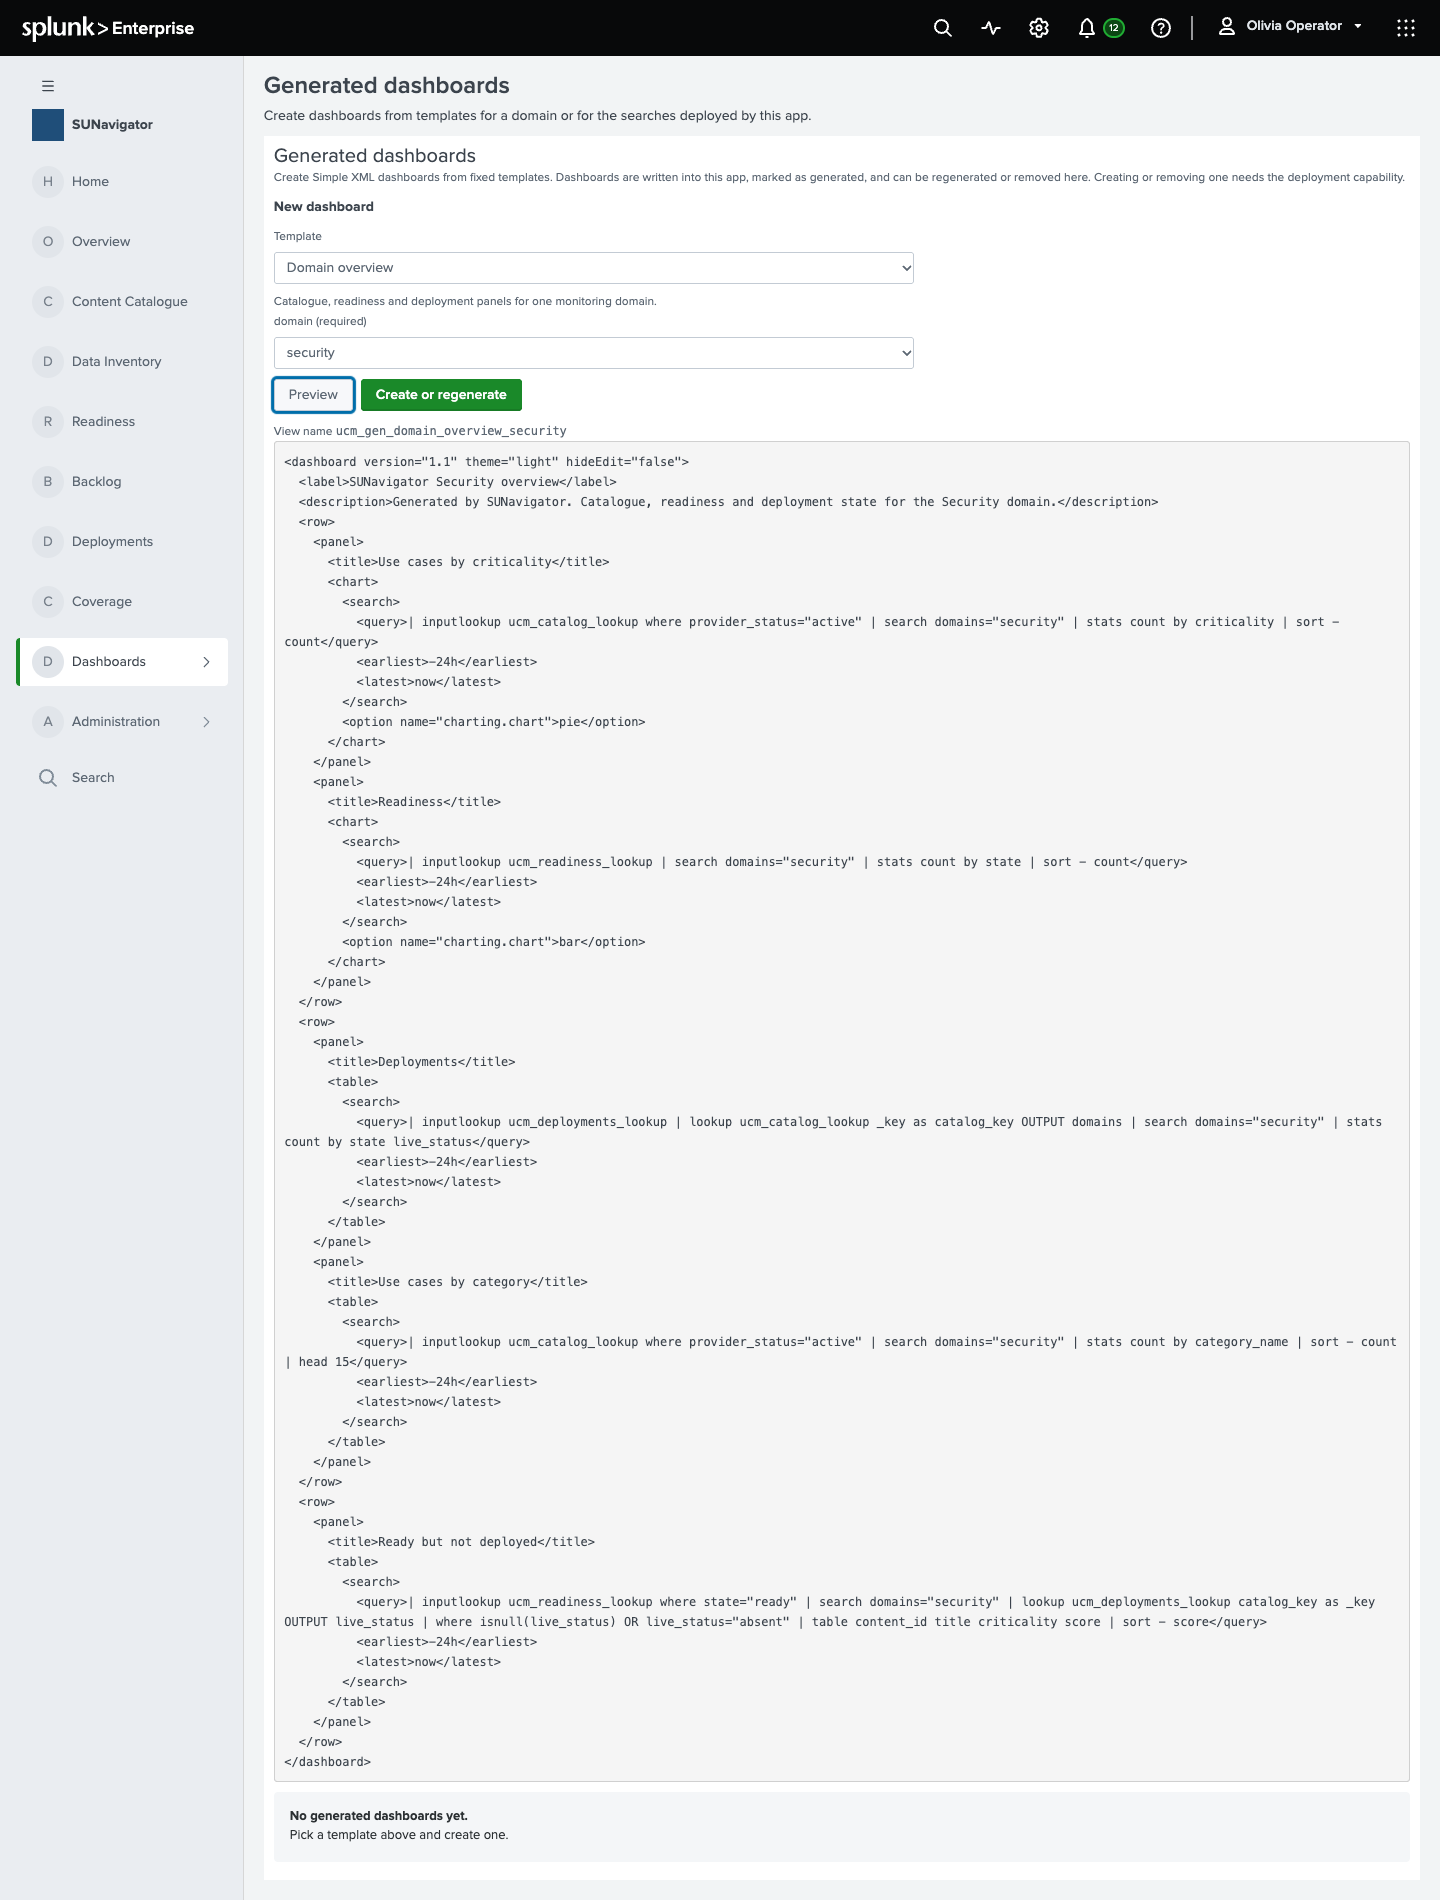 splunk>Enterprise
12
Olivia Operator
SUNavigator
H Home
O Overview
C Content Catalogue
D Data Inventory
R Readiness
B Backlog
D Deployments
C Coverage
D Dashboards
A Administration
Search
Generated dashboards
Create dashboards from templates for a domain or for the searches deployed by this app.
Generated dashboards
Create Simple XML dashboards from fixed templates. Dashboards are written into this app, marked as generated, and can be regenerated or removed here. Creating or removing one needs the deployment capability.
New dashboard
Template
Domain overview
Catalogue, readiness and deployment panels for one monitoring domain.
domain (required)
security
Preview Create or regenerate
View name ucm_gen_domain_overview_security
<dashboard version="1.1" theme="light" hideEdit="false">
  <label>SUNavigator Security overview</label>
  <description>Generated by SUNavigator. Catalogue, readiness and deployment state for the Security domain.</description>
  <row>
    <panel>
      <title>Use cases by criticality</title>
      <chart>
        <search>
          <query>| inputlookup ucm_catalog_lookup where provider_status="active" | search domains="security" | stats count by criticality | sort -
count</query>
          <earliest>-24h</earliest>
          <latest>now</latest>
        </search>
        <option name="charting.chart">pie</option>
      </chart>
    </panel>
    <panel>
      <title>Readiness</title>
      <chart>
        <search>
          <query>| inputlookup ucm_readiness_lookup | search domains="security" | stats count by state | sort - count</query>
          <earliest>-24h</earliest>
          <latest>now</latest>
        </search>
        <option name="charting.chart">bar</option>
      </chart>
    </panel>
  </row>
  <row>
    <panel>
      <title>Deployments</title>
      <table>
        <search>
          <query>| inputlookup ucm_deployments_lookup | lookup ucm_catalog_lookup _key as catalog_key OUTPUT domains | search domains="security" | stats
count by state live_status</query>
          <earliest>-24h</earliest>
          <latest>now</latest>
        </search>
      </table>
    </panel>
    <panel>
      <title>Use cases by category</title>
      <table>
        <search>
          <query>| inputlookup ucm_catalog_lookup where provider_status="active" | search domains="security" | stats count by category_name | sort - count
| head 15</query>
          <earliest>-24h</earliest>
          <latest>now</latest>
        </search>
      </table>
    </panel>
  </row>
  <row>
    <panel>
      <title>Ready but not deployed</title>
      <table>
        <search>
          <query>| inputlookup ucm_readiness_lookup where state="ready" | search domains="security" | lookup ucm_deployments_lookup catalog_key as _key
OUTPUT live_status | where isnull(live_status) OR live_status="absent" | table content_id title criticality score | sort - score</query>
          <earliest>-24h</earliest>
          <latest>now</latest>
        </search>
      </table>
    </panel>
  </row>
</dashboard>
No generated dashboards yet.
Pick a template above and create one.